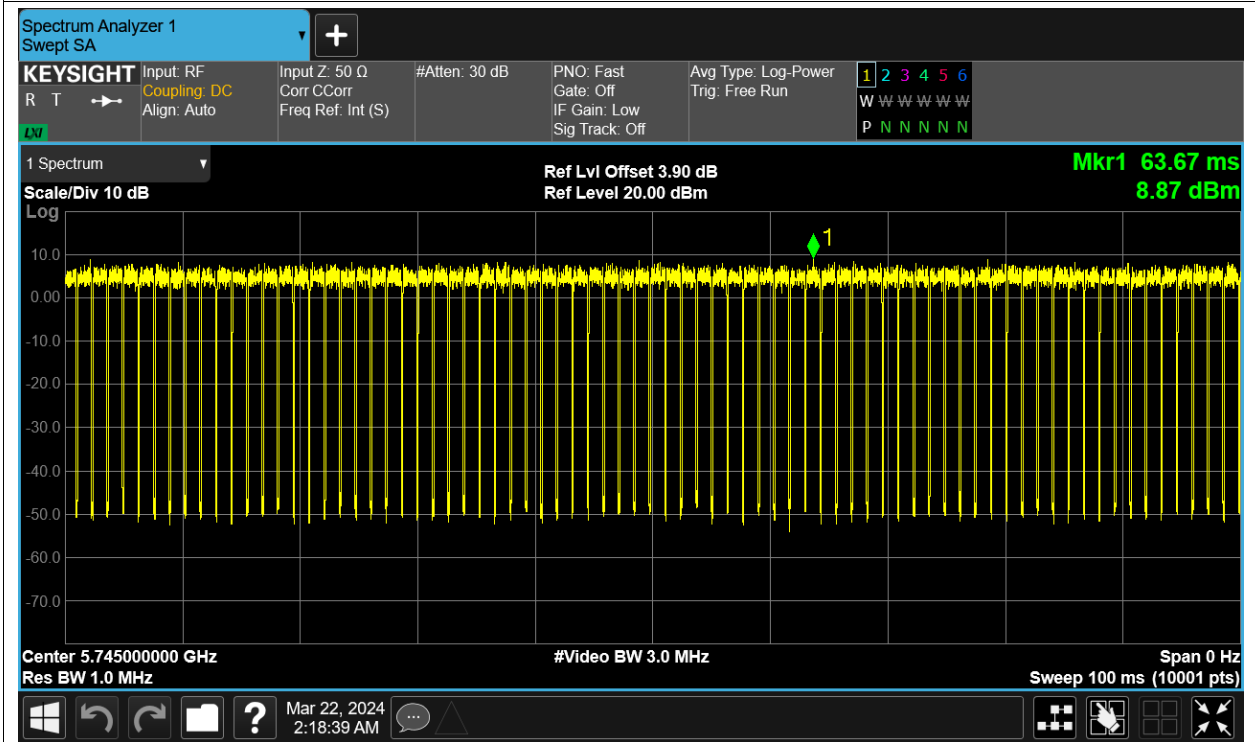 Spectrum Analyzer 1
Swept SA
KEYSIGHT
R T
LXI
Input: RF
Coupling: DC
Align: Auto
Input Z: 50 Ω
Corr CCorr
Freq Ref: Int (S)
#Atten: 30 dB
PNO: Fast
Gate: Off
IF Gain: Low
Sig Track: Off
Avg Type: Log-Power
Trig: Free Run
1 2 3 4 5 6
W W W W W W
P N N N N N
1 Spectrum
Scale/Div 10 dB
Log
Ref Lvl Offset 3.90 dB
Ref Level 20.00 dBm
Mkr1 63.67 ms
8.87 dBm
1
10.0
0.00
-10.0
-20.0
-30.0
-40.0
-50.0
-60.0
-70.0
Center 5.745000000 GHz
Res BW 1.0 MHz
#Video BW 3.0 MHz
Span 0 Hz
Sweep 100 ms (10001 pts)
?
Mar 22, 2024
2:18:39 AM